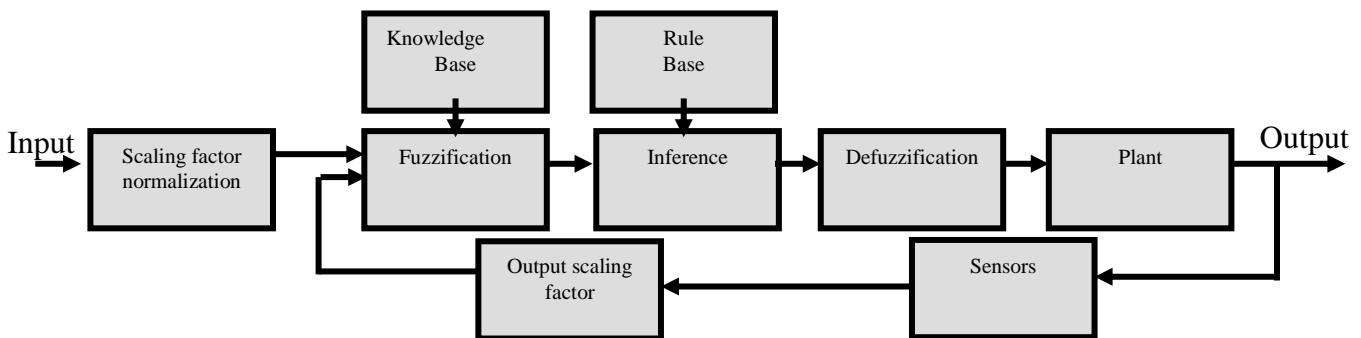 Knowledge
Base
Rule
Base
Input
Scaling factor
normalization
Fuzzification
Inference
Defuzzification
Plant
Output
Output scaling
factor
Sensors